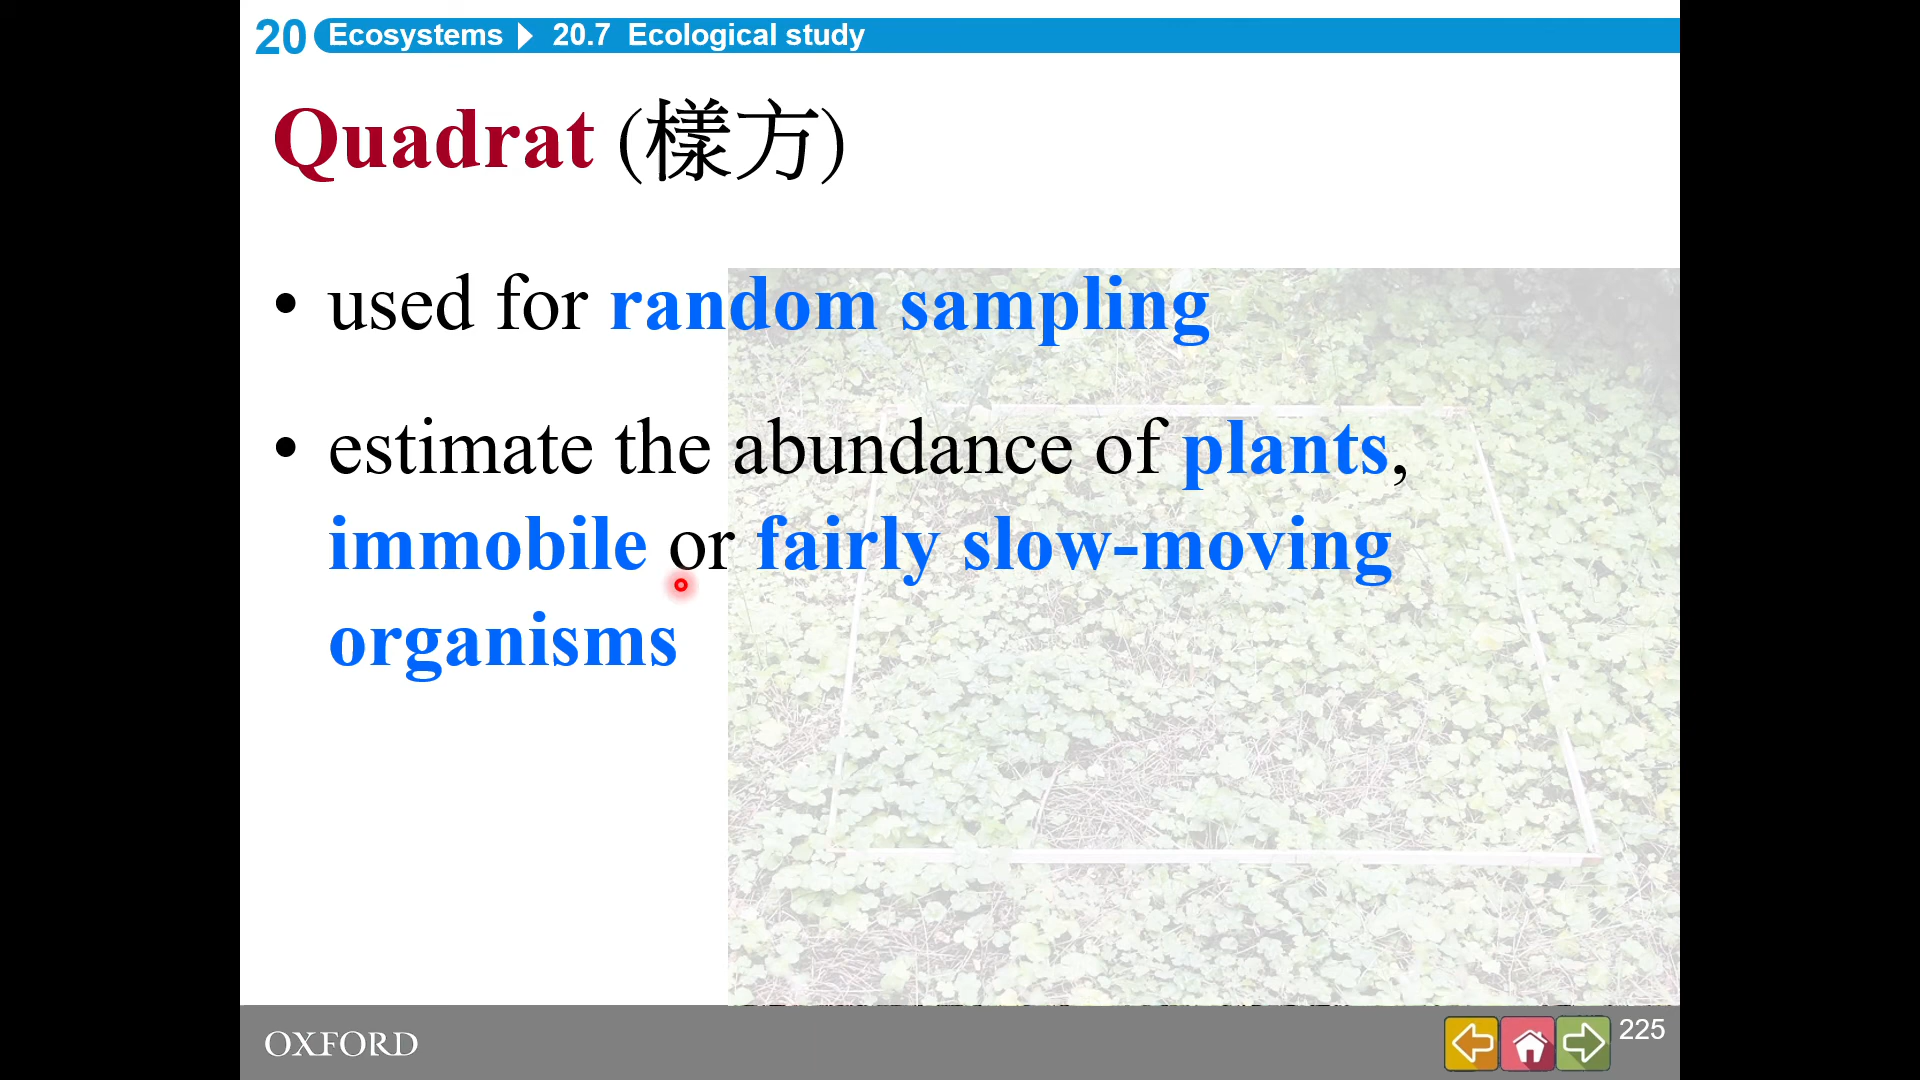 20 Ecosystems 20.7 Ecological study
Quadrat (樣方)
• used for random sampling
• estimate the abundance of plants,
immobile or fairly slow-moving
organisms
OXFORD
225